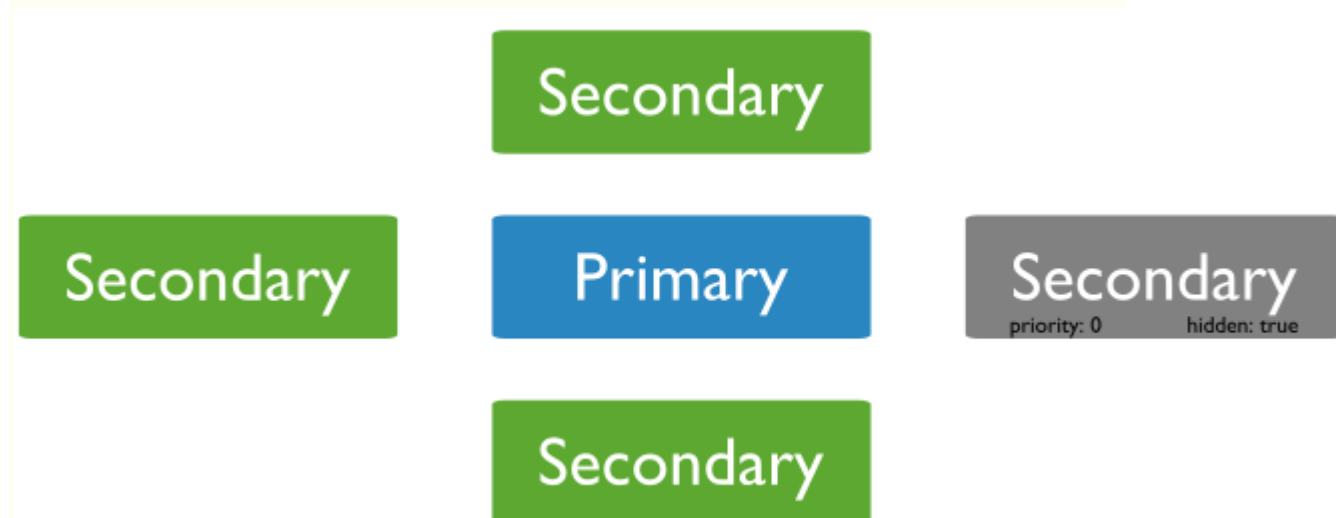 Secondary
Secondary
Primary
Secondary
priority: 0
hidden: true
Secondary